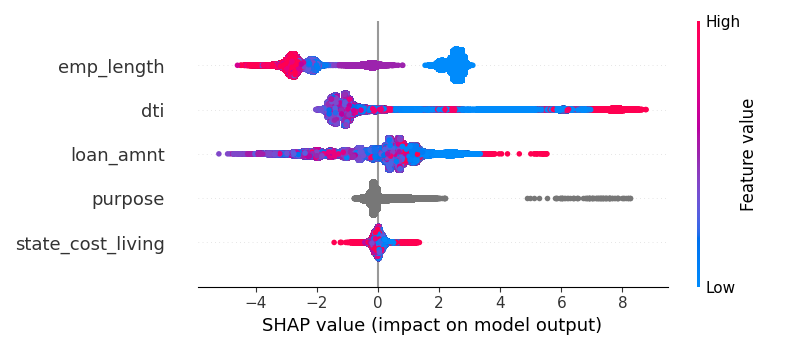 High
emp_length
dti
loan_amnt
purpose
state_cost_living
Feature value
Low
−4 −2 0 2 4 6 8
SHAP value (impact on model output)